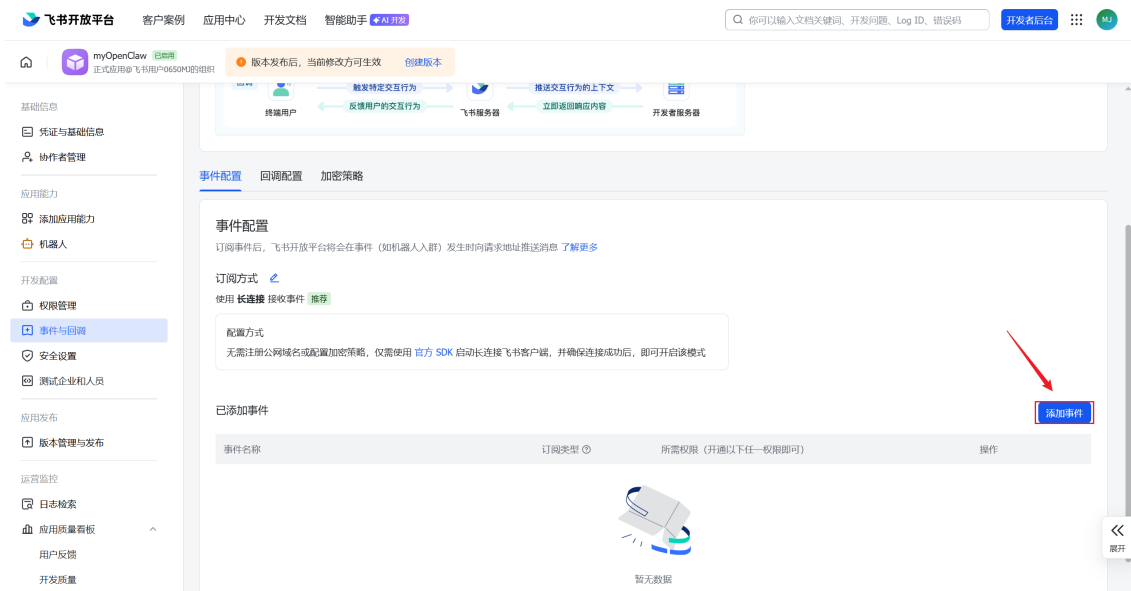 飞书开放平台 客户案例 应用中心 开发文档 智能助手 AI 开发 你可以输入文档关键词、开发问题、Log ID、错误码 开发者后台 MJ
myOpenClaw 已启用
正式应用@飞书用户0650MJ的组织
版本发布后，当前修改方可生效 创建版本
基础信息
凭证与基础信息
协作者管理
应用能力
添加应用能力
机器人
开发配置
权限管理
事件与回调
安全设置
测试企业和人员
应用发布
版本管理与发布
运营监控
日志检索
应用质量看板
用户反馈
开发质量
触发特定交互行为 推送交互行为的上下文
反馈用户的交互行为 立即返回响应内容
终端用户 飞书服务器 开发者服务器
事件配置 回调配置 加密策略
事件配置
订阅事件后，飞书开放平台将会在事件（如机器人入群）发生时向请求地址推送消息 了解更多
订阅方式
使用 长连接 接收事件 推荐
配置方式
无需注册公网域名或配置加密策略，仅需使用 官方 SDK 启动长连接飞书客户端，并确保连接成功后，即可开启该模式
已添加事件 添加事件
事件名称 订阅类型 所需权限（开通以下任一权限即可） 操作
暂无数据
展开